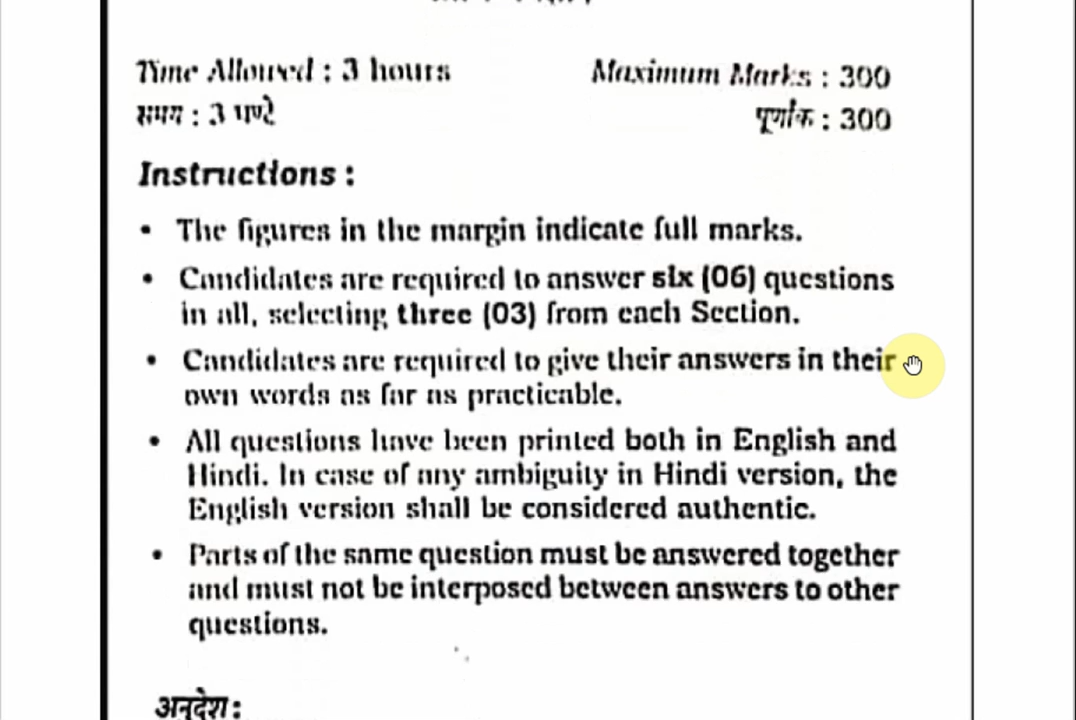 Time Allowed : 3 hours Maximum Marks : 300
समय : 3 घण्टे पूर्णांक : 300
Instructions :
• The figures in the margin indicate full marks.
• Candidates are required to answer six (06) questions
in all, selecting three (03) from each Section.
• Candidates are required to give their answers in their
own words as far as practicable.
• All questions have been printed both in English and
Hindi. In case of any ambiguity in Hindi version, the
English version shall be considered authentic.
• Parts of the same question must be answered together
and must not be interposed between answers to other
questions.
अनुदेश :